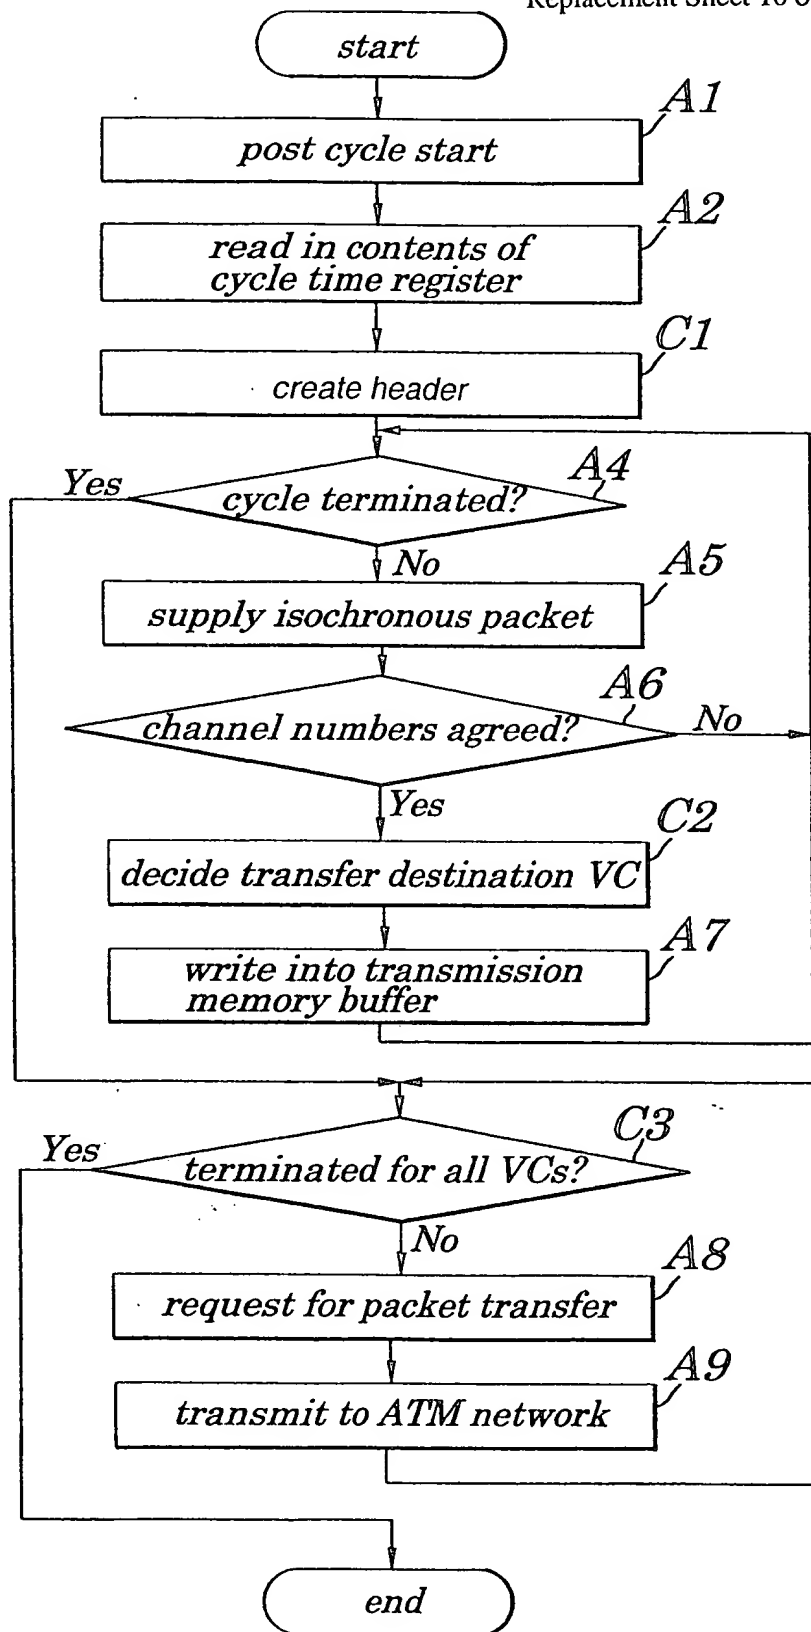 Replacement Sheet 16
start
A1
post cycle start
A2
read in contents of
cycle time register
C1
create header
A4
Yes
cycle terminated?
No
A5
supply isochronous packet
A6
channel numbers agreed?
No
Yes
C2
decide transfer destination VC
A7
write into transmission
memory buffer
C3
Yes
terminated for all VCs?
No
A8
request for packet transfer
A9
transmit to ATM network
end